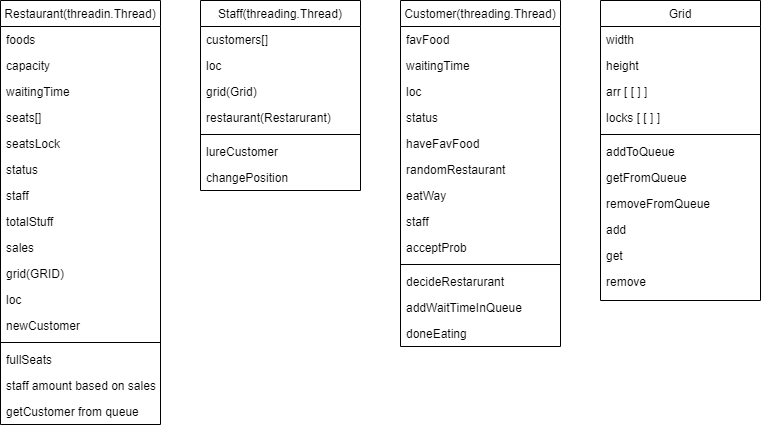 Restaurant(threadin.Thread)
foods
capacity
waitingTime
seats[]
seatsLock
status
staff
totalStuff
sales
grid(GRID)
loc
newCustomer
fullSeats
staff amount based on sales
getCustomer from queue
Staff(threading.Thread)
customers[]
loc
grid(Grid)
restaurant(Restarurant)
lureCustomer
changePosition
Customer(threading.Thread)
favFood
waitingTime
loc
status
haveFavFood
randomRestaurant
eatWay
staff
acceptProb
decideRestarurant
addWaitTimeInQueue
doneEating
Grid
width
height
arr [ [ ] ]
locks [ [ ] ]
addToQueue
getFromQueue
removeFromQueue
add
get
remove